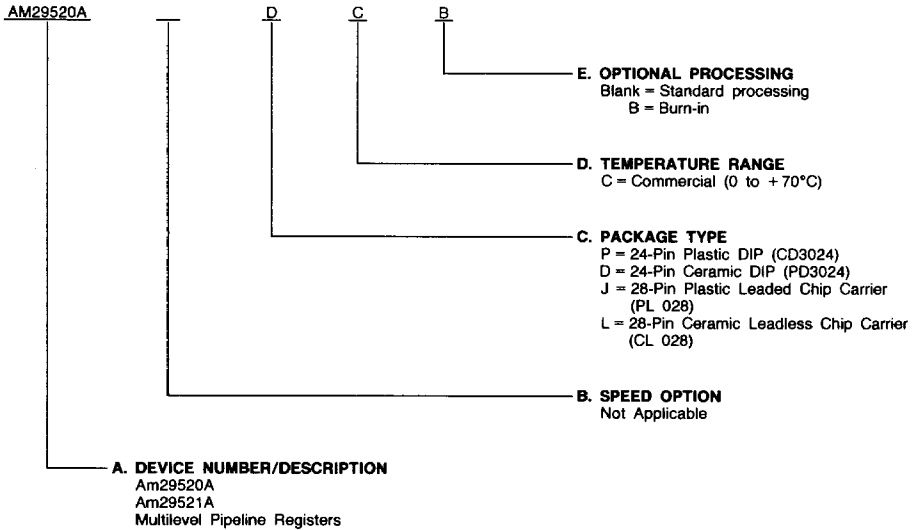 AM29520A D C B
E. OPTIONAL PROCESSING
Blank = Standard processing
B = Burn-in
D. TEMPERATURE RANGE
C = Commercial (0 to +70°C)
C. PACKAGE TYPE
P = 24-Pin Plastic DIP (CD3024)
D = 24-Pin Ceramic DIP (PD3024)
J = 28-Pin Plastic Leaded Chip Carrier
(PL 028)
L = 28-Pin Ceramic Leadless Chip Carrier
(CL 028)
B. SPEED OPTION
Not Applicable
A. DEVICE NUMBER/DESCRIPTION
Am29520A
Am29521A
Multilevel Pipeline Registers